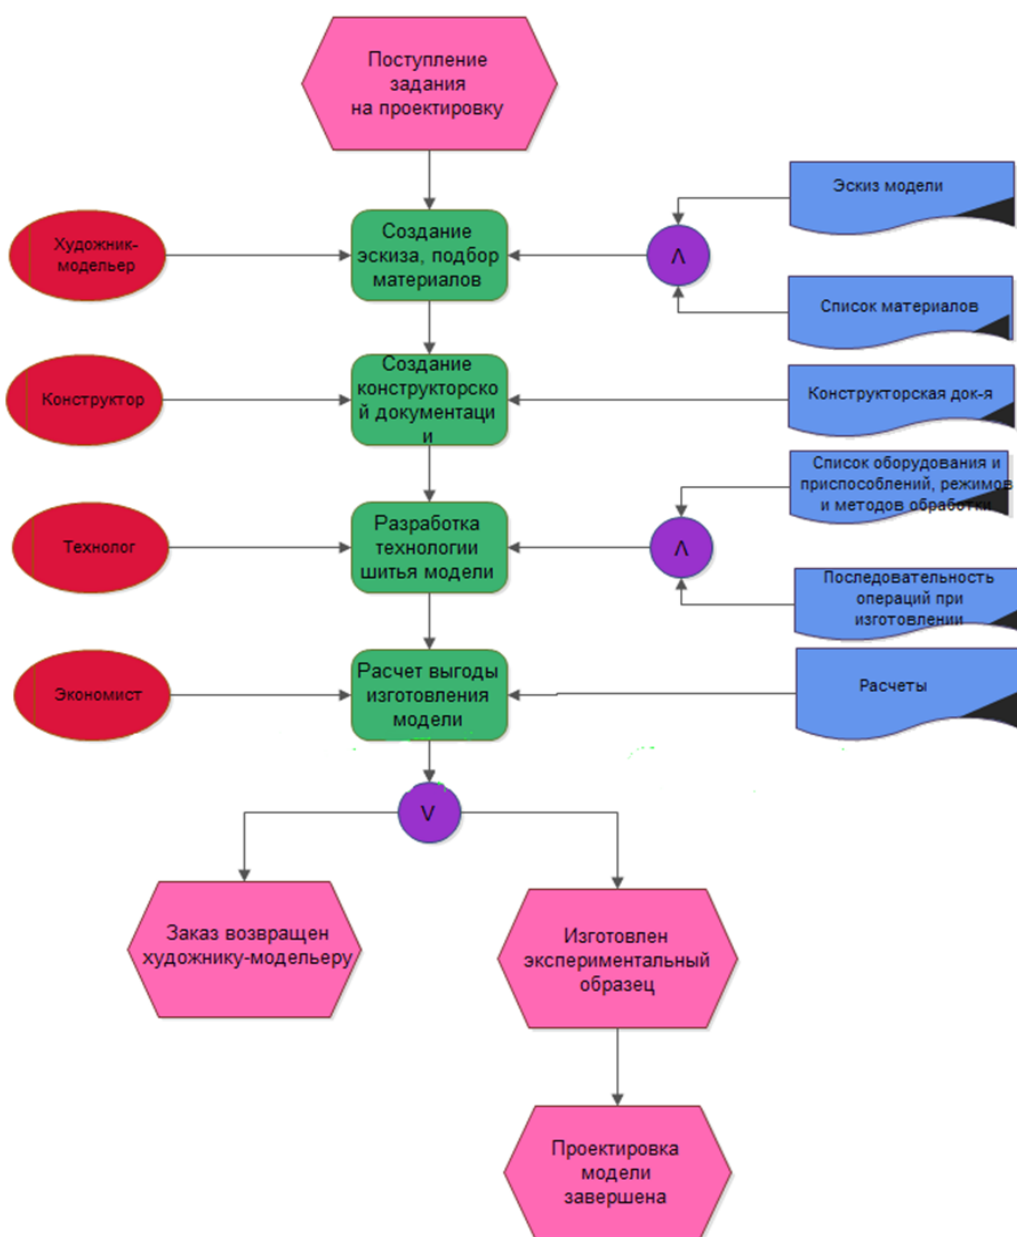 Поступление
задания
на проектировку
Эскиз модели
Художник-
модельер
Создание
эскиза, подбор
материалов
Λ
Список материалов
Конструктор
Создание
конструкторско
й документаци
и
Конструкторская док-я
Список оборудования и
приспособлений, режимов
и методов обработки
Технолог
Разработка
технологии
шитья модели
Λ
Последовательность
операций при
изготовлении
Экономист
Расчет выгоды
изготовления
модели
Расчеты
V
Заказ возвращен
художнику-модельеру
Изготовлен
экспериментальный
образец
Проектировка
модели
завершена